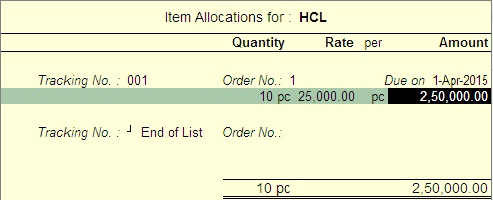 Item Allocations for : HCL
Quantity Rate per Amount
Tracking No. : 001 Order No.: 1 Due on 1-Apr-2015
10 pc 25,000.00 pc 2,50,000.00
Tracking No. : ┘ End of List Order No.:
10 pc 2,50,000.00